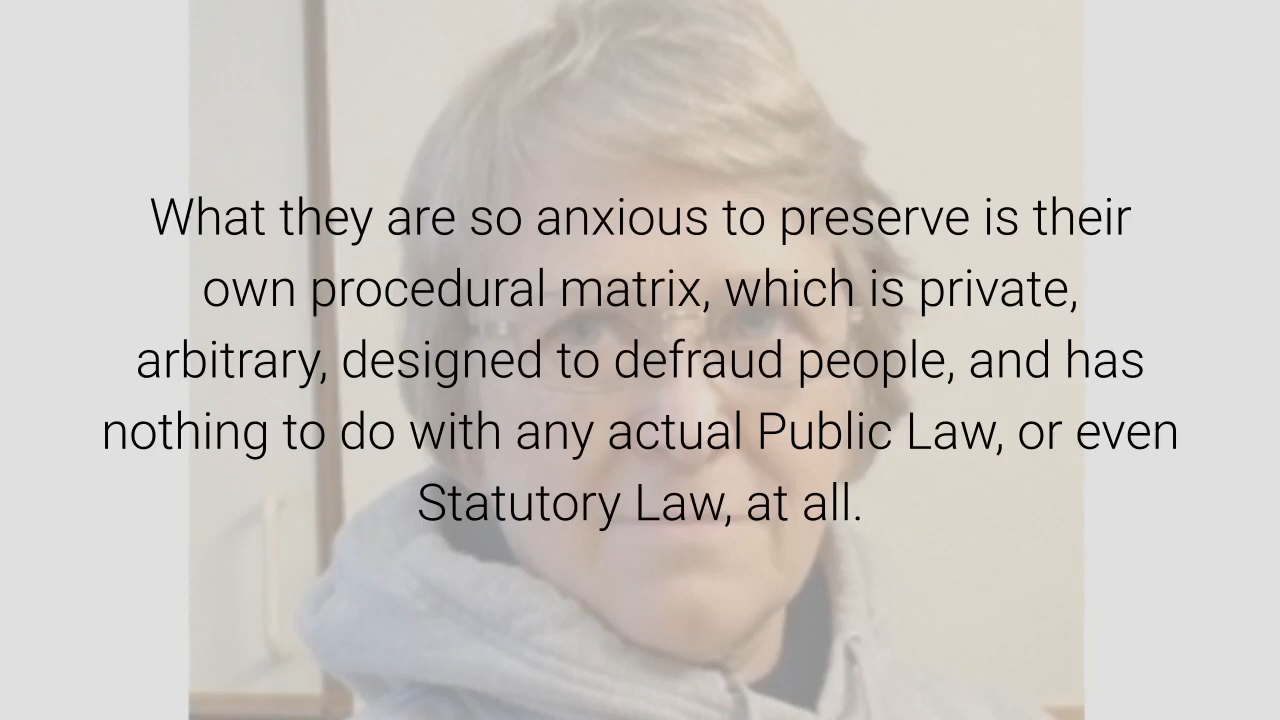 What they are so anxious to preserve is their
own procedural matrix, which is private,
arbitrary, designed to defraud people, and has
nothing to do with any actual Public Law, or even
Statutory Law, at all.